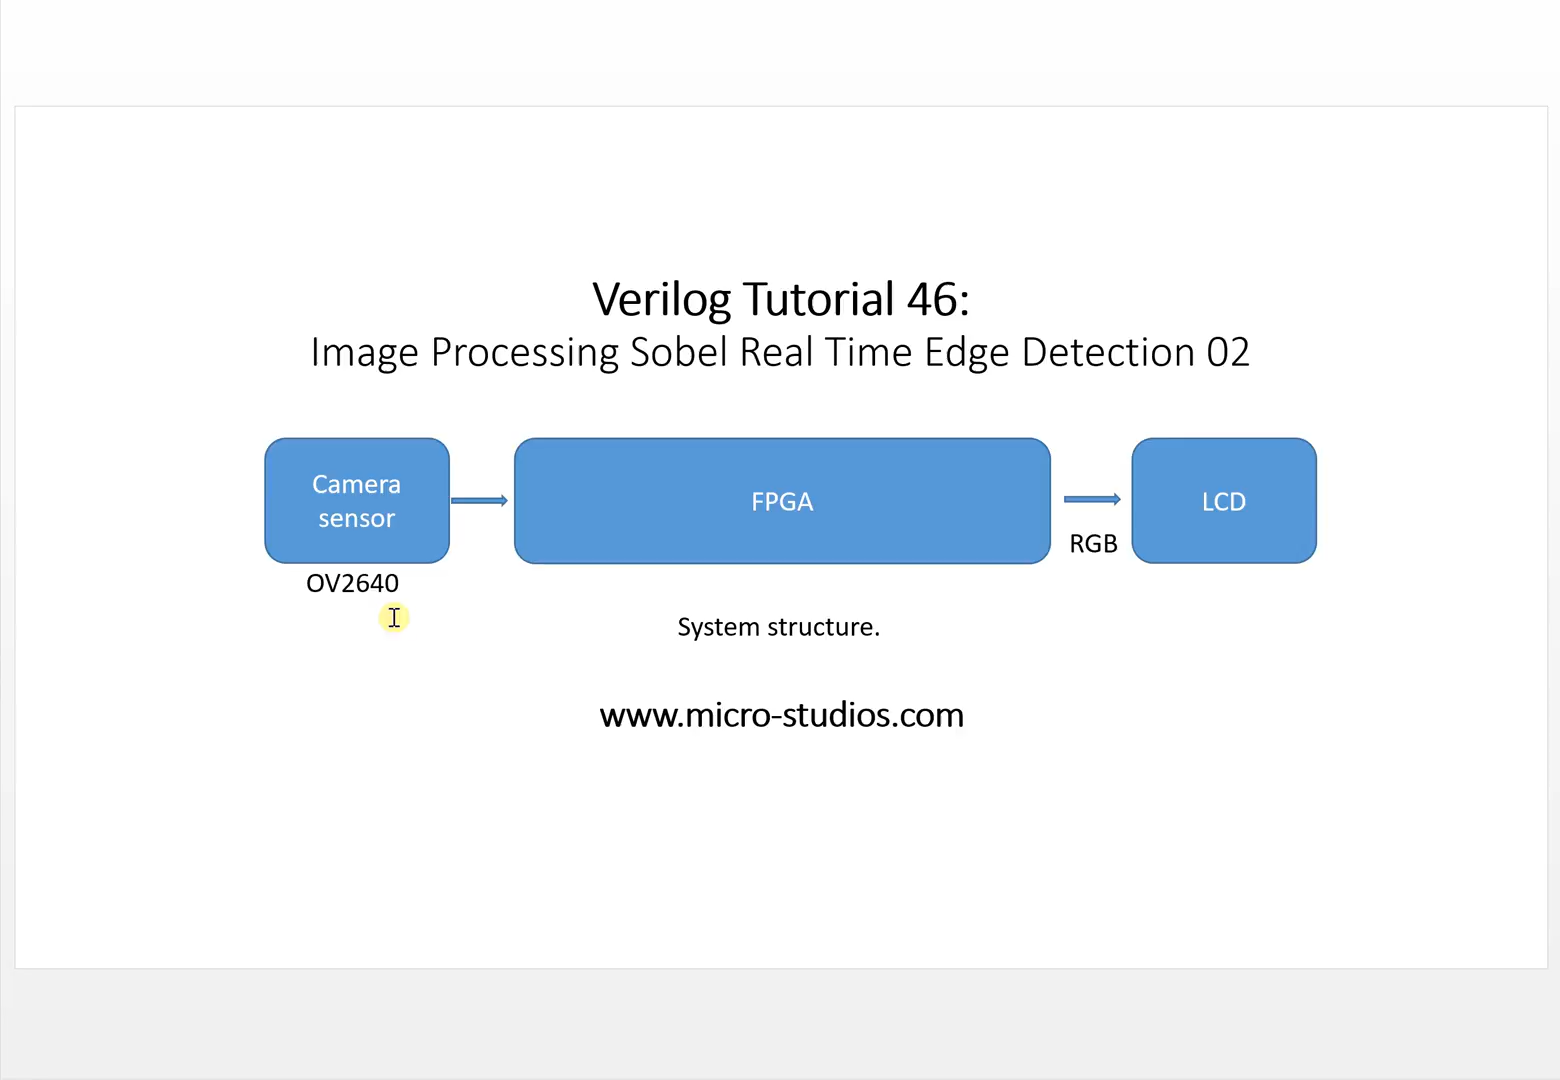 Verilog Tutorial 46:
Image Processing Sobel Real Time Edge Detection 02
Camera
sensor
FPGA
LCD
RGB
OV2640
System structure.
www.micro-studios.com